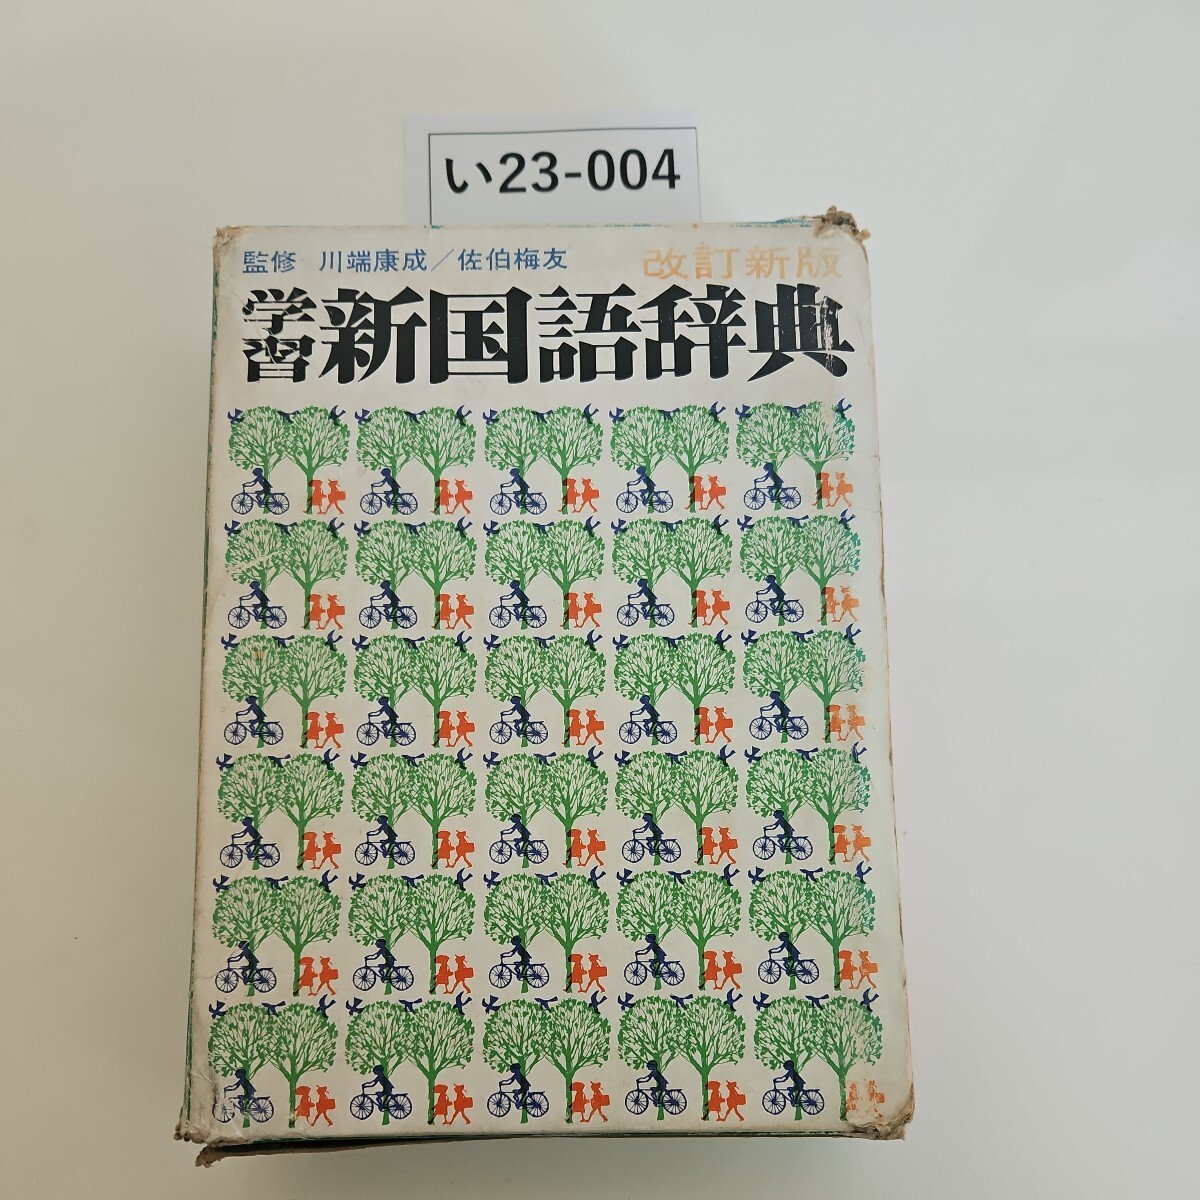 い23-004
監修 川端康成／佐伯梅友 改訂新版
学習 新国語辞典